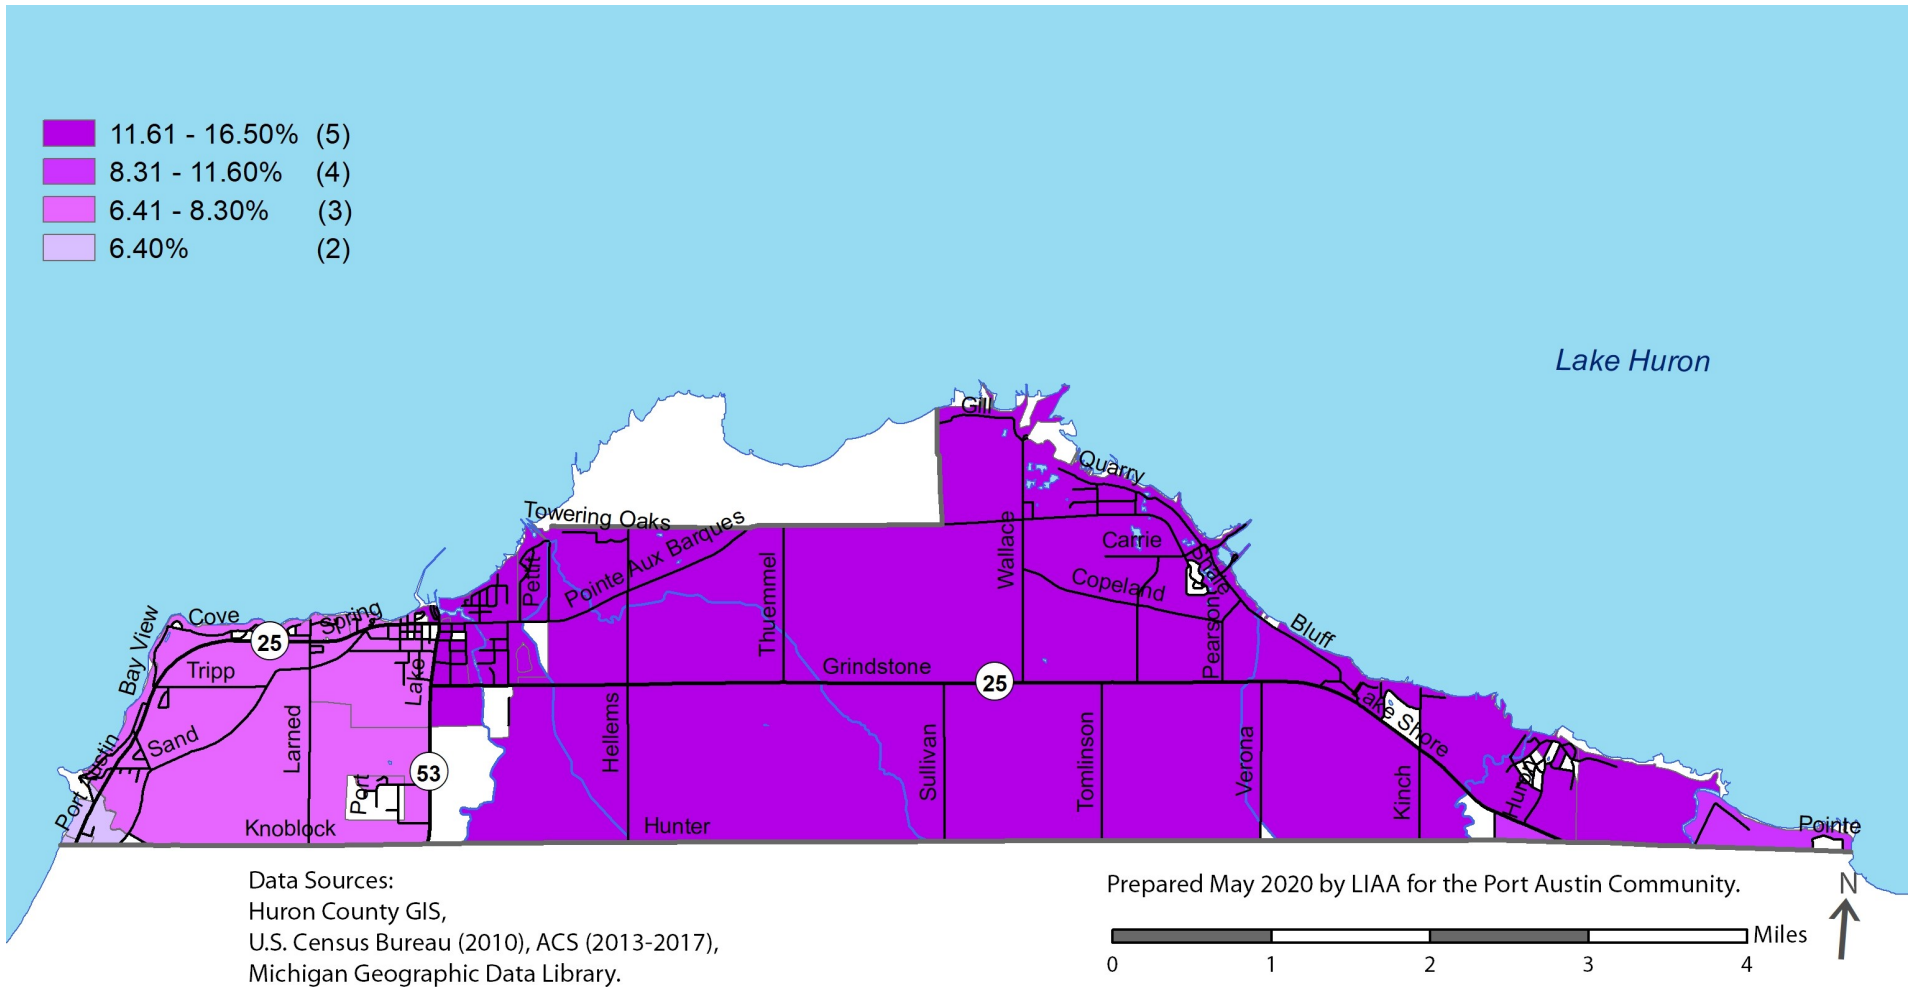 11.61 - 16.50% (5)
8.31 - 11.60% (4)
6.41 - 8.30% (3)
6.40% (2)
Lake Huron
Gill
Quarry
Towering Oaks
Pointe Aux Barques
Pettit
Thuemmel
Wallace
Carrie
Copeland
Shore
Pearson
Bluff
Bay View
Cove
Spring
25
Tripp
Lake
Grindstone
25
Lake Shore
Sand
Larned
Hellems
Sullivan
Tomlinson
Verona
Kinch
Huron
Port Austin
Port
53
Knoblock
Hunter
Pointe
Data Sources:
Huron County GIS,
U.S. Census Bureau (2010), ACS (2013-2017),
Michigan Geographic Data Library.
Prepared May 2020 by LIAA for the Port Austin Community.
N
Miles
0 1 2 3 4